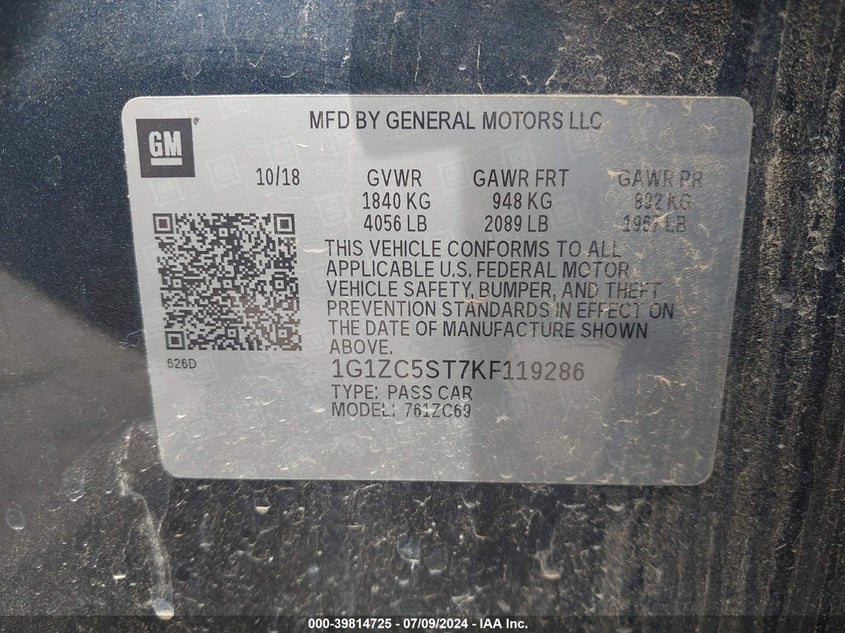 GM
MFD BY GENERAL MOTORS LLC
10/18 GVWR GAWR FRT GAWR RR
1840 KG 948 KG 892 KG
4056 LB 2089 LB 1967 LB
THIS VEHICLE CONFORMS TO ALL
APPLICABLE U.S. FEDERAL MOTOR
VEHICLE SAFETY, BUMPER, AND THEFT
PREVENTION STANDARDS IN EFFECT ON
THE DATE OF MANUFACTURE SHOWN
ABOVE.
626D
1G1ZC5ST7KF119286
TYPE: PASS CAR
MODEL: 761ZC69
000-39814725 - 07/09/2024 - IAA Inc.